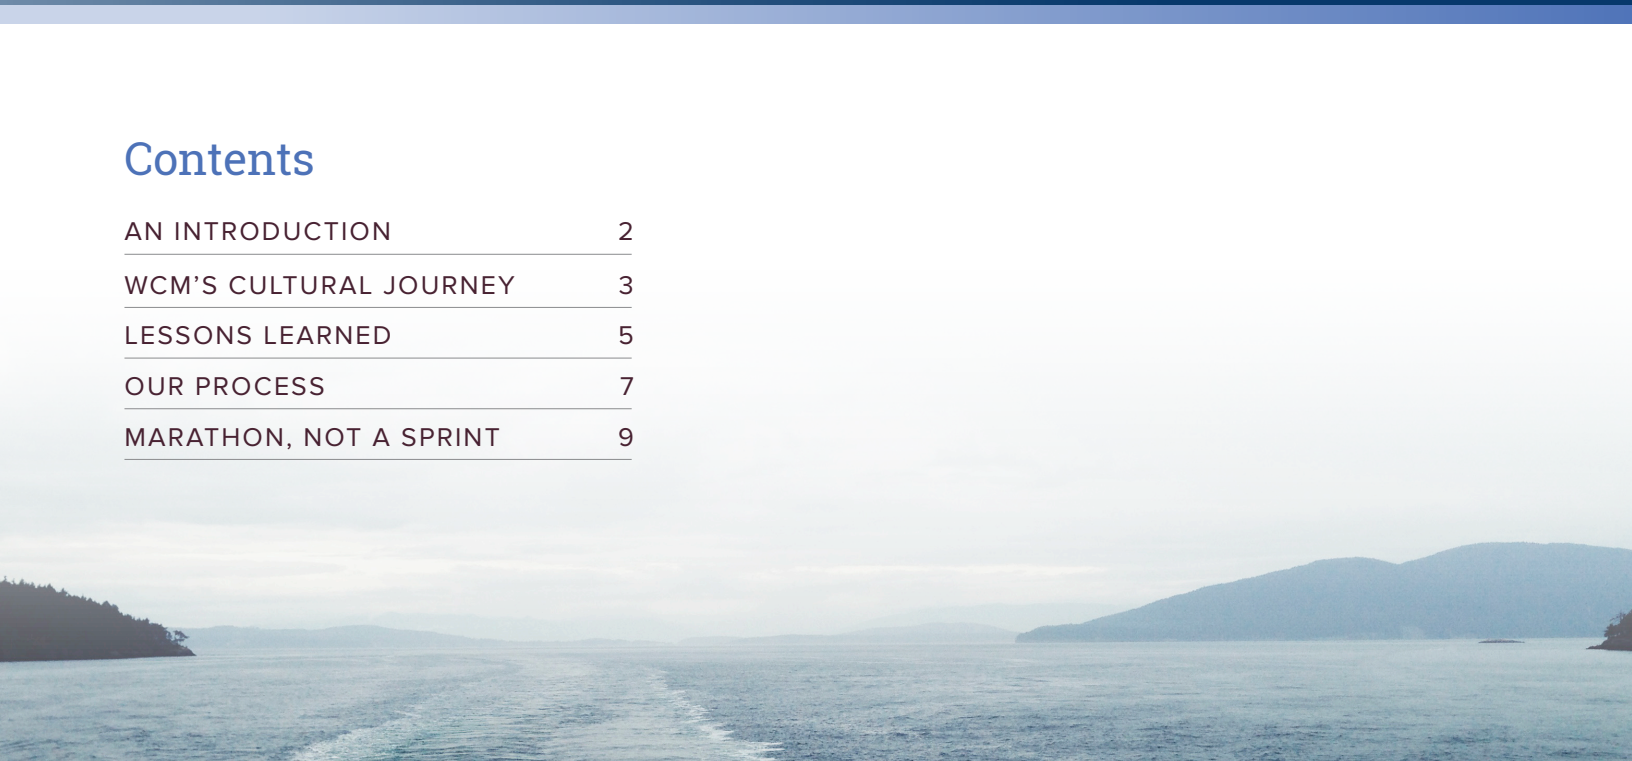 Contents
AN INTRODUCTION 2
WCM’S CULTURAL JOURNEY 3
LESSONS LEARNED 5
OUR PROCESS 7
MARATHON, NOT A SPRINT 9